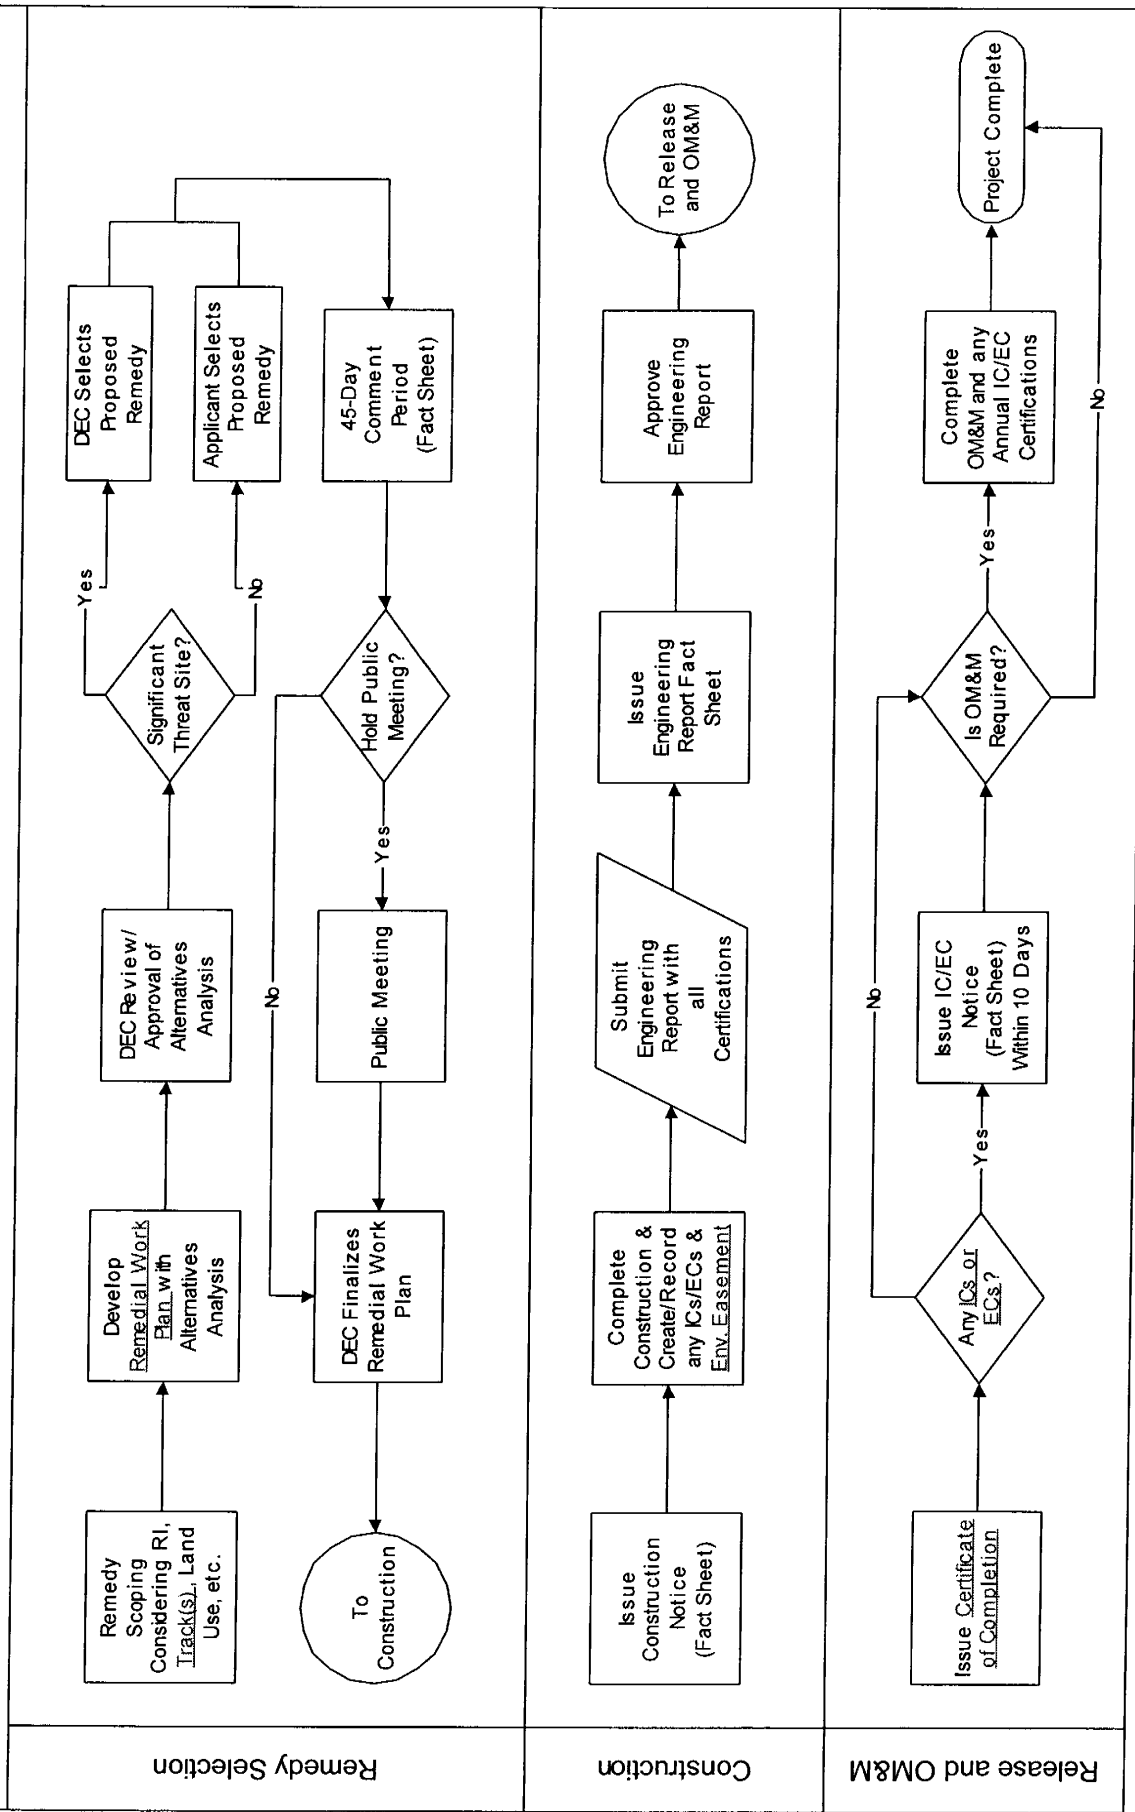 Remedy Selection
Remedy
Scoping
Considering RI,
Track(s), Land
Use, etc.
Develop
Remedial Work
Plan with
Alternatives
Analysis
DEC Review/
Approval of
Alternatives
Analysis
Significant
Threat Site?
Yes
No
DEC Selects
Proposed
Remedy
Applicant Selects
Proposed
Remedy
45-Day
Comment
Period
(Fact Sheet)
Hold Public
Meeting?
Yes
No
Public Meeting
DEC Finalizes
Remedial Work
Plan
To
Construction
Construction
Issue
Construction
Notice
(Fact Sheet)
Complete
Construction &
Create/Record
any ICs/ECs &
Env. Easement
Submit
Engineering
Report with
all
Certifications
Issue
Engineering
Report Fact
Sheet
Approve
Engineering
Report
To Release
and OM&M
Release and OM&M
Issue Certificate
of Completion
Any ICs or
ECs?
Yes
No
Issue IC/EC
Notice
(Fact Sheet)
Within 10 Days
Is OM&M
Required?
Yes
No
Complete
OM&M and any
Annual IC/EC
Certifications
Project Complete